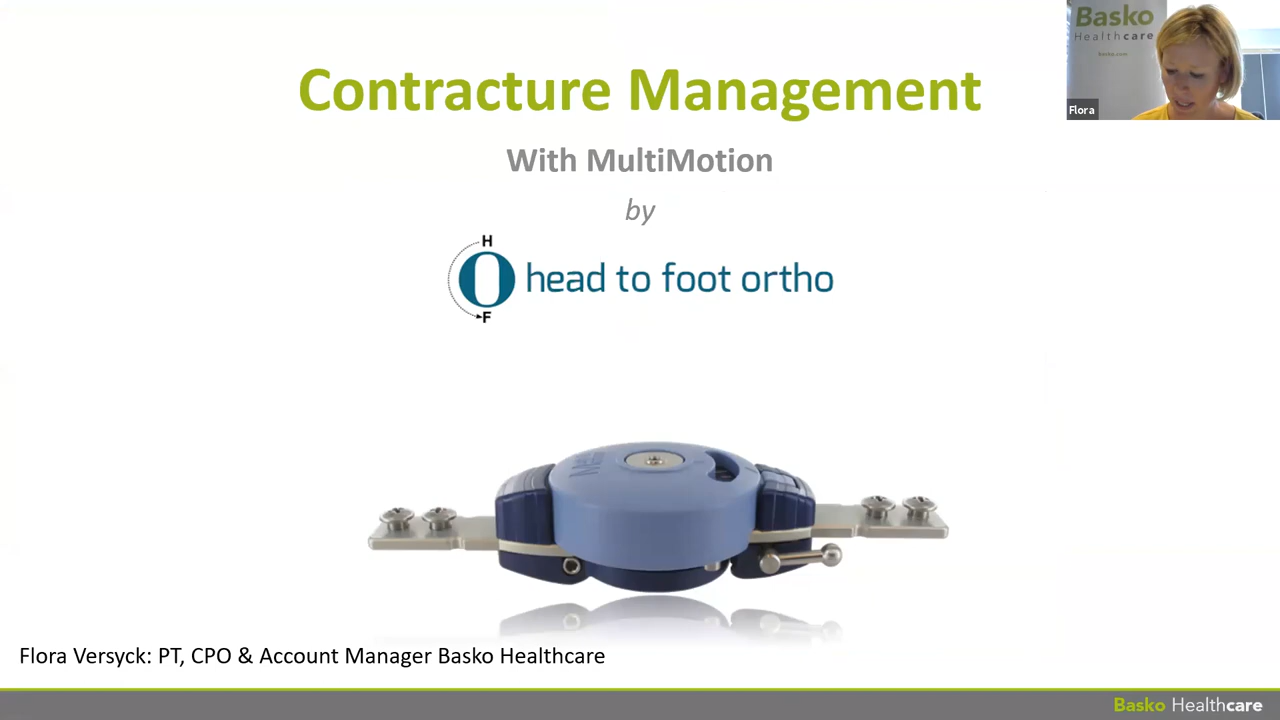 Contracture Management
With MultiMotion
by
H
head to foot ortho
F
Flora Versyck: PT, CPO & Account Manager Basko Healthcare
Basko Healthcare
Basko
Healthcare
Flora